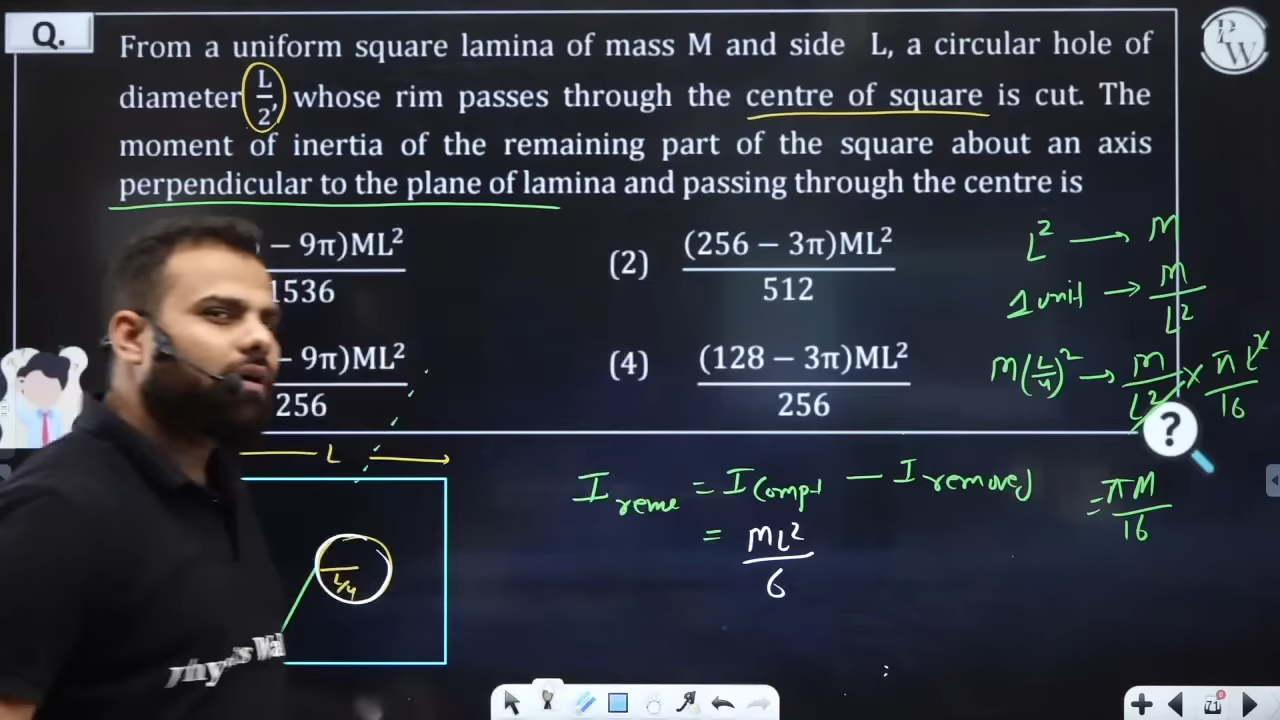 Q.
From a uniform square lamina of mass M and side L, a circular hole of
diameter L/2, whose rim passes through the centre of square is cut. The
moment of inertia of the remaining part of the square about an axis
perpendicular to the plane of lamina and passing through the centre is
− 9π)ML²
1536
(2) (256 − 3π)ML²
512
− 9π)ML²
256
(4) (128 − 3π)ML²
256
L² → M
1 unit → M/L²
M(L/4)² → M/L² × πL²/16
= πM/16
L
L/4
I reme = I Comp - I removed
= ML²/6
?
PW
71